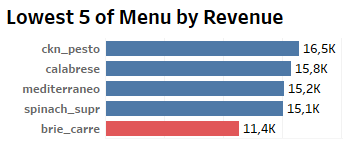 Lowest 5 of Menu by Revenue
ckn_pesto 16,5K
calabrese 15,8K
mediterraneo 15,2K
spinach_supr 15,1K
brie_carre 11,4K